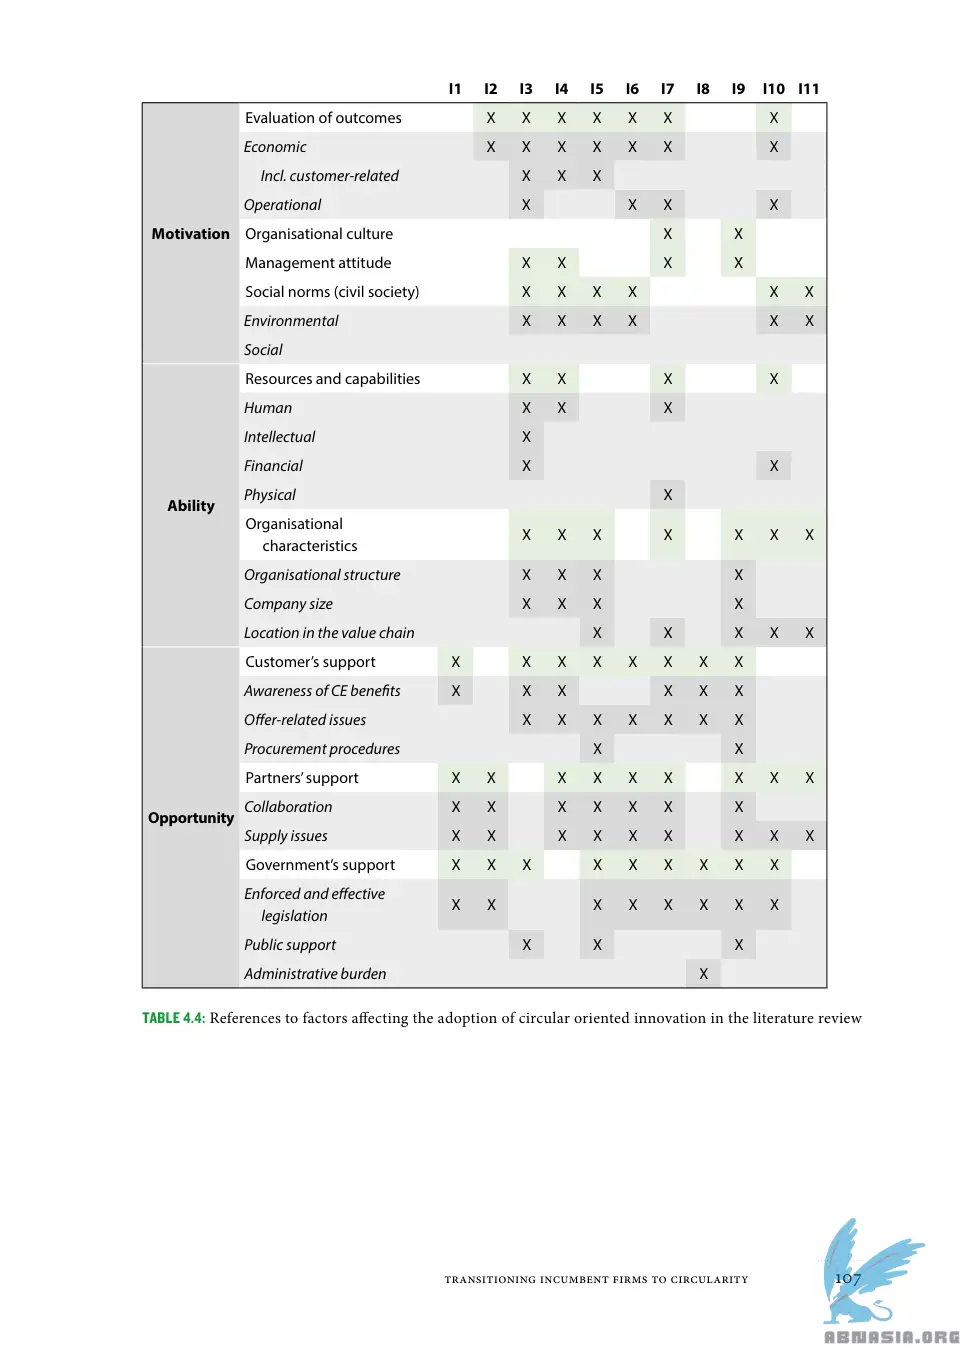 I1 I2 I3 I4 I5 I6 I7 I8 I9 I10 I11
Motivation
Evaluation of outcomes X X X X X X X
Economic X X X X X X X
Incl. customer-related X X X
Operational X X X X
Organisational culture X X
Management attitude X X X X
Social norms (civil society) X X X X X X
Environmental X X X X X X
Social
Ability
Resources and capabilities X X X X
Human X X X
Intellectual X
Financial X X
Physical X
Organisational
characteristics X X X X X X X
Organisational structure X X X X
Company size X X X X
Location in the value chain X X X X X
Opportunity
Customer’s support X X X X X X X X
Awareness of CE benefits X X X X X X
Offer-related issues X X X X X X X
Procurement procedures X X
Partners’ support X X X X X X X X X
Collaboration X X X X X X X
Supply issues X X X X X X X X X
Government’s support X X X X X X X X X
Enforced and effective
legislation X X X X X X X X
Public support X X X
Administrative burden X
TABLE 4.4: References to factors affecting the adoption of circular oriented innovation in the literature review
TRANSITIONING INCUMBENT FIRMS TO CIRCULARITY 107
ABNASIA.ORG